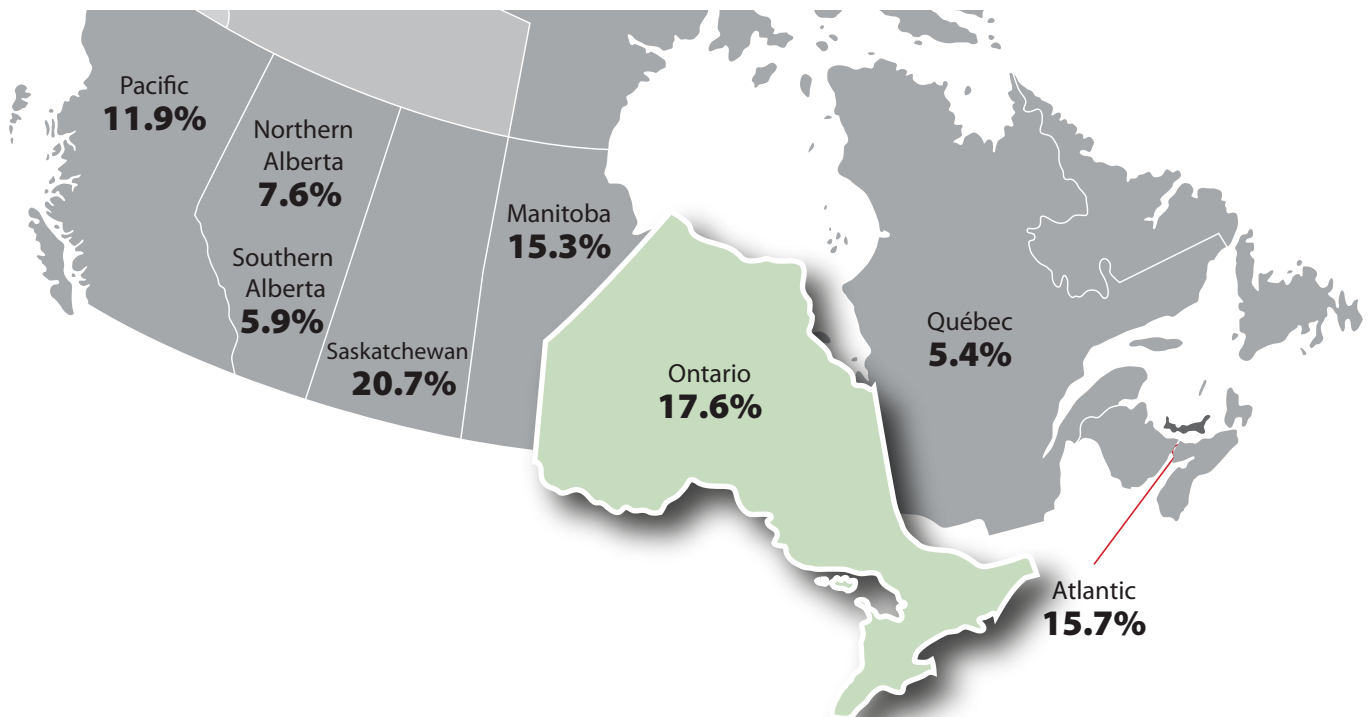 Pacific
11.9%
Northern
Alberta
7.6%
Southern
Alberta
5.9%
Saskatchewan
20.7%
Manitoba
15.3%
Ontario
17.6%
Québec
5.4%
Atlantic
15.7%